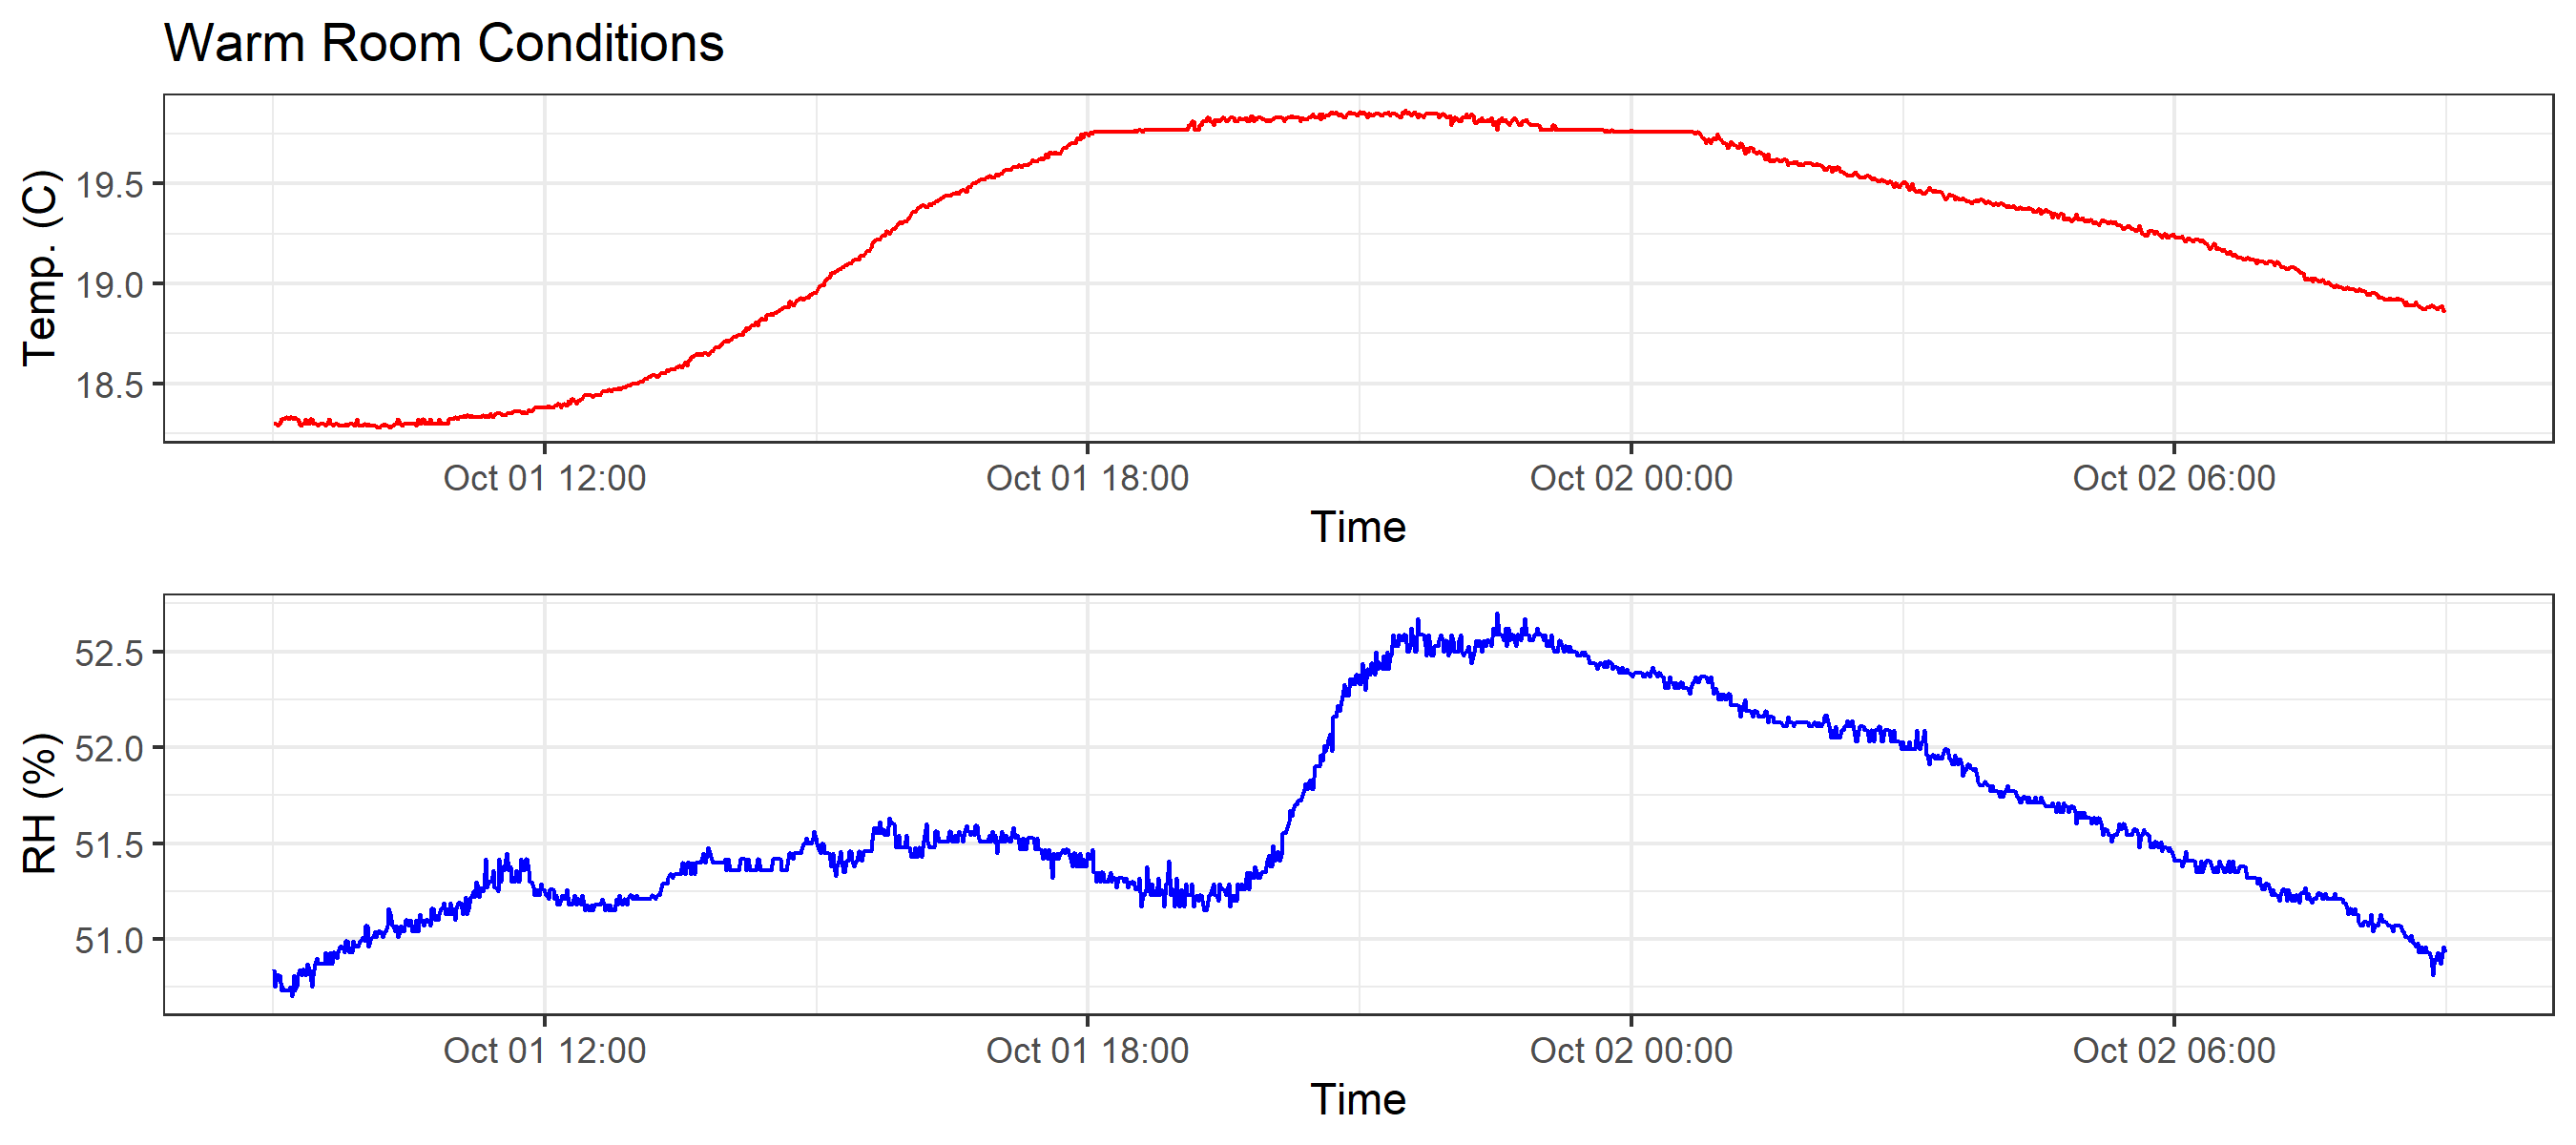 Warm Room Conditions
Temp. (C)
19.5
19.0
18.5
Oct 01 12:00 Oct 01 18:00 Oct 02 00:00 Oct 02 06:00
Time
RH (%)
52.5
52.0
51.5
51.0
Oct 01 12:00 Oct 01 18:00 Oct 02 00:00 Oct 02 06:00
Time